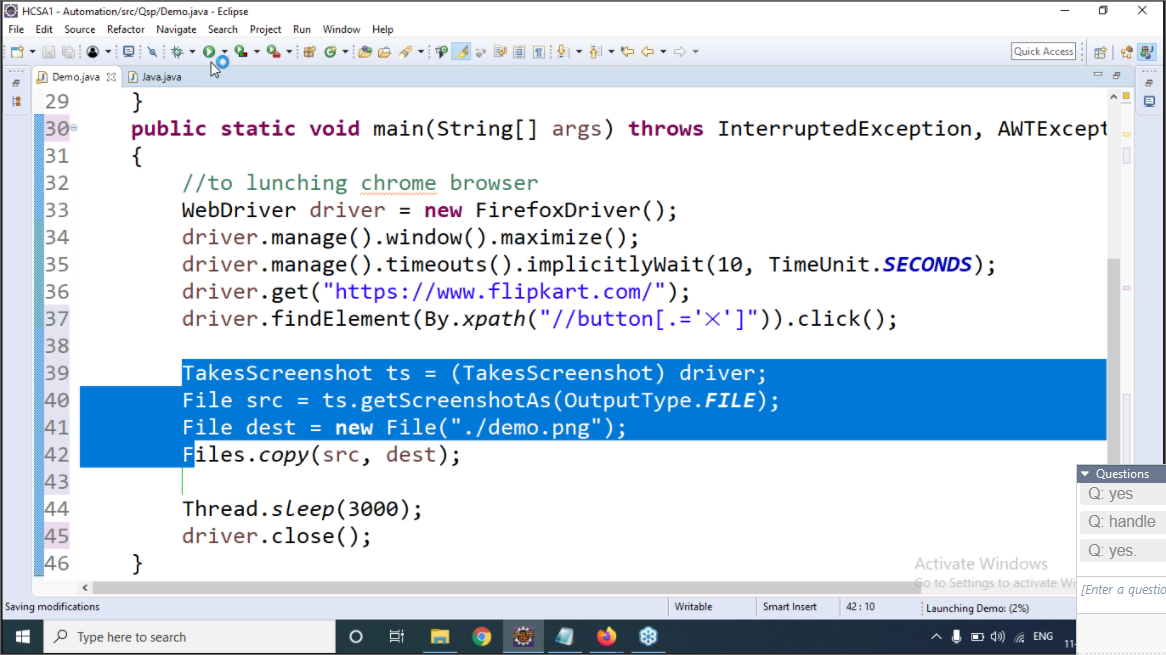 HCSA1 - Automation/src/Qsp/Demo.java - Eclipse
File Edit Source Refactor Navigate Search Project Run Window Help
Quick Access
Demo.java Java.java
29 }
30 public static void main(String[] args) throws InterruptedException, AWTExcept
31 {
32 //to lunching chrome browser
33 WebDriver driver = new FirefoxDriver();
34 driver.manage().window().maximize();
35 driver.manage().timeouts().implicitlyWait(10, TimeUnit.SECONDS);
36 driver.get("https://www.flipkart.com/");
37 driver.findElement(By.xpath("//button[.='✕']")).click();
38
39 TakesScreenshot ts = (TakesScreenshot) driver;
40 File src = ts.getScreenshotAs(OutputType.FILE);
41 File dest = new File("./demo.png");
42 Files.copy(src, dest);
43
44 Thread.sleep(3000);
45 driver.close();
46 }
Questions
Q: yes
Q: handle
Q: yes.
[Enter a questio
Activate Windows
Go to Settings to activate Wi
Saving modifications Writable Smart Insert 42 : 10 Launching Demo: (2%)
Type here to search
ENG
11